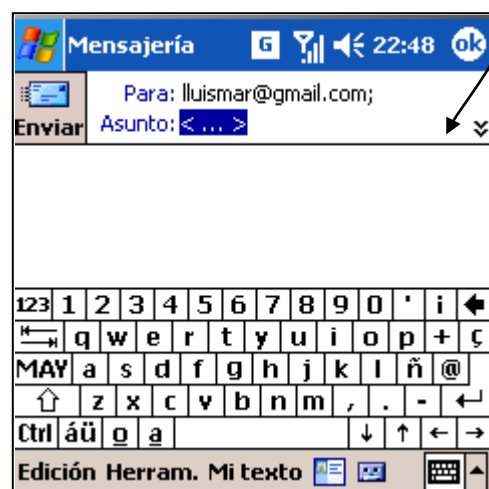 Mensajería G 22:48 ok
Para: lluismar@gmail.com;
Enviar Asunto: < ... >
123 1 2 3 4 5 6 7 8 9 0 ' ¡
q w e r t y u i o p + ç
MAY a s d f g h j k l ñ @
z x c v b n m , . -
Ctrl áü o a ↓ ↑ ← →
Edición Herram. Mi texto